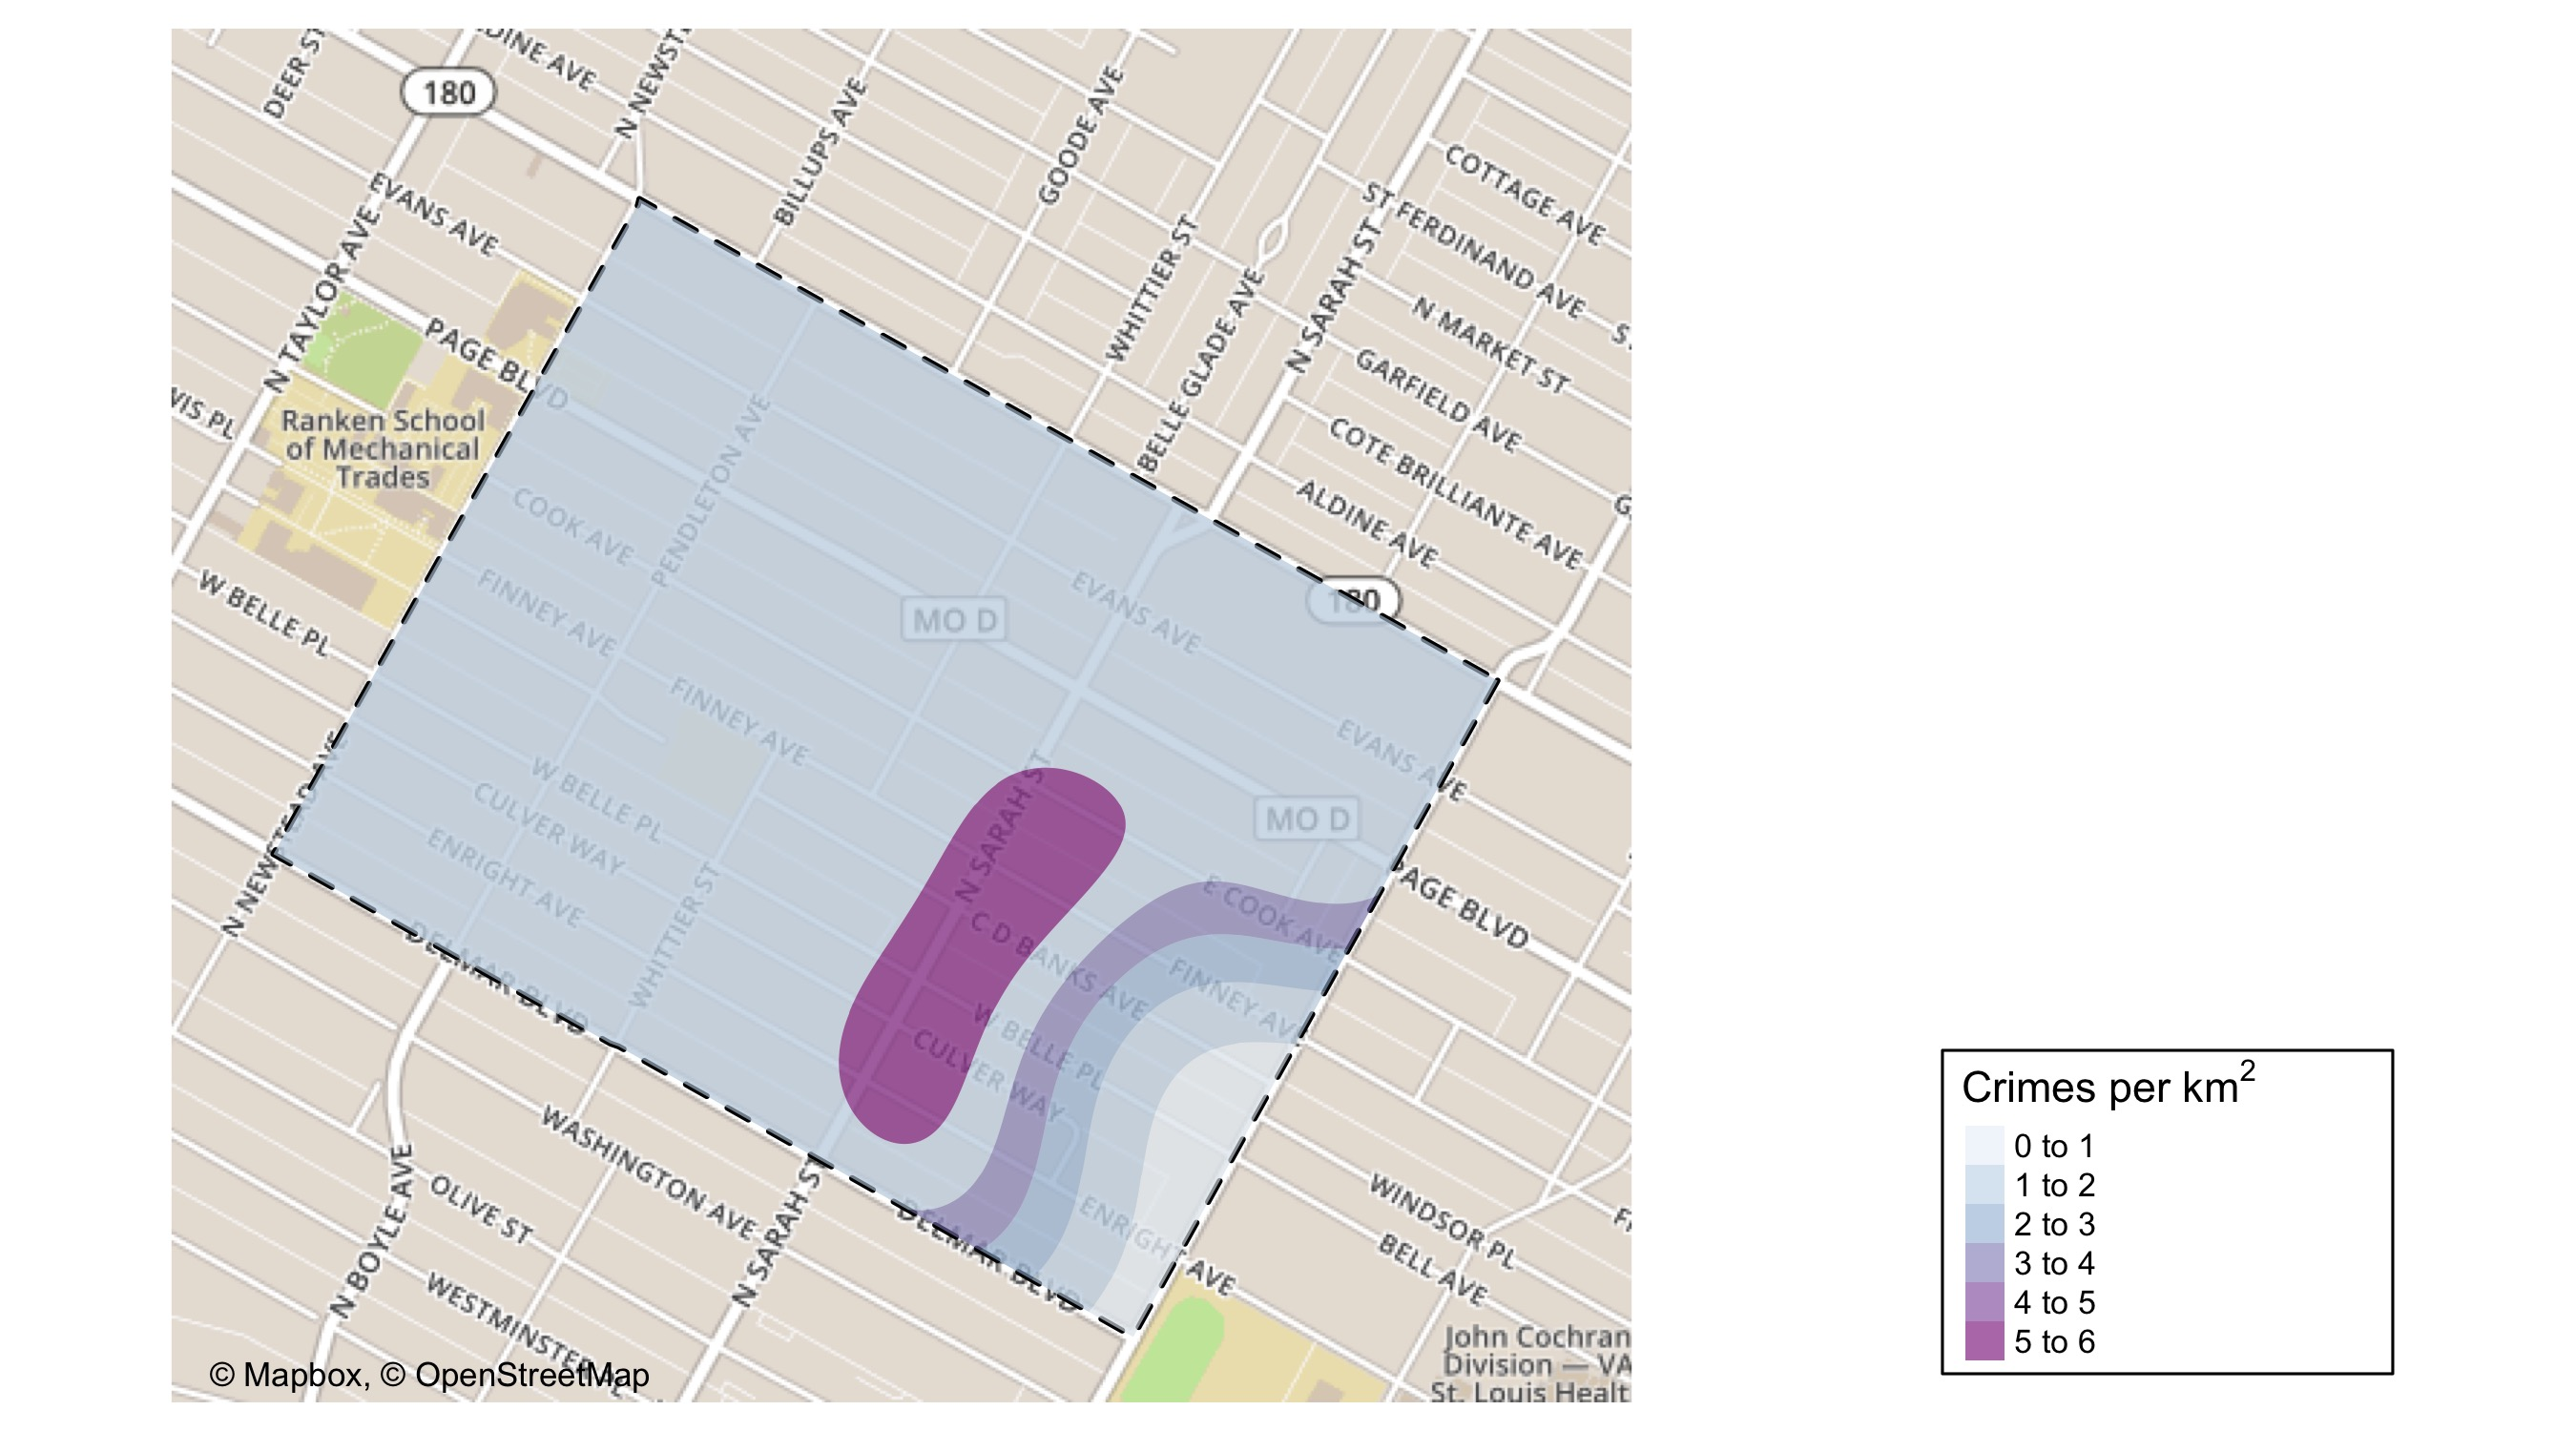 DEER ST
180
N NEWST
BILLUPS AVE
GOODE AVE
COTTAGE AVE
EVANS AVE
ST FERDINAND AVE
N TAYLOR AVE
WHITTIER ST
BELLE GLADE AVE
N SARAH ST
N MARKET ST
PAGE BLVD
GARFIELD AVE
Ranken School
of Mechanical
Trades
PENDLETON AVE
COTE BRILLIANTE AVE
COOK AVE
ALDINE AVE
W BELLE PL
FINNEY AVE
MO D
EVANS AVE
180
FINNEY AVE
EVANS AVE
W BELLE PL
CULVER WAY
ENRIGHT AVE
N SARAH ST
MO D
PAGE BLVD
E COOK AVE
WHITTIER ST
C D BANKS AVE
FINNEY AVE
DELMAR BLVD
W BELLE PL
CULVER WAY
WASHINGTON AVE
OLIVE ST
N BOYLE AVE
N SARAH ST
DELMAR BLVD
ENRIGHT AVE
WINDSOR PL
BELL AVE
WESTMINSTER PL
John Cochran
Division — VA
St. Louis Healt
© Mapbox, © OpenStreetMap
Crimes per km2
0 to 1
1 to 2
2 to 3
3 to 4
4 to 5
5 to 6